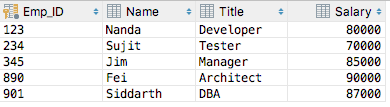 Emp_ID Name Title Salary
123 Nanda Developer 80000
234 Sujit Tester 70000
345 Jim Manager 85000
890 Fei Architect 90000
901 Siddarth DBA 87000